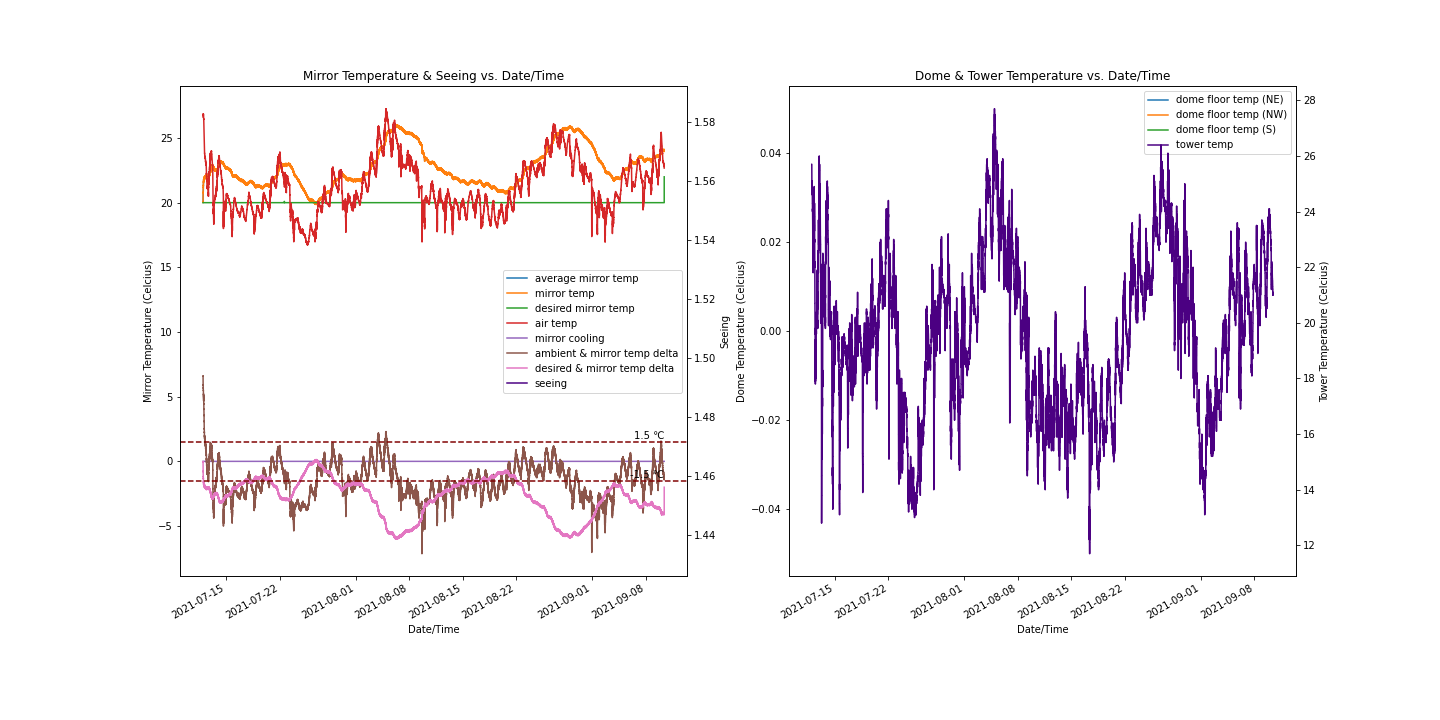 Mirror Temperature & Seeing vs. Date/Time
Mirror Temperature (Celcius)
25
20
15
10
5
0
−5
1.58
1.56
1.54
1.52
1.50
1.48
1.46
1.44
Seeing
average mirror temp
mirror temp
desired mirror temp
air temp
mirror cooling
ambient & mirror temp delta
desired & mirror temp delta
seeing
1.5 °C
-1.5 °C
2021-07-15
2021-07-22
2021-08-01
2021-08-08
2021-08-15
2021-08-22
2021-09-01
2021-09-08
Date/Time
Dome & Tower Temperature vs. Date/Time
Dome Temperature (Celcius)
0.04
0.02
0.00
−0.02
−0.04
dome floor temp (NE)
dome floor temp (NW)
dome floor temp (S)
tower temp
28
26
24
22
20
18
16
14
12
Tower Temperature (Celcius)
2021-07-15
2021-07-22
2021-08-01
2021-08-08
2021-08-15
2021-08-22
2021-09-01
2021-09-08
Date/Time